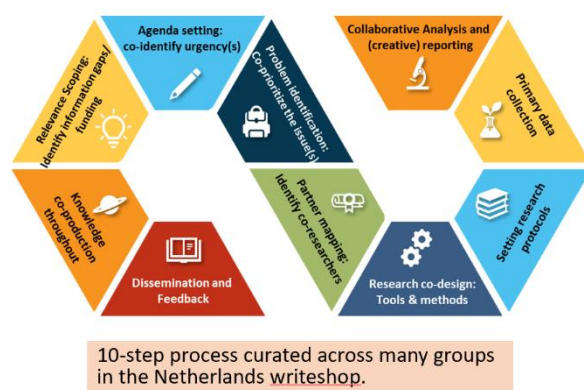 Agenda setting:
co-identify urgency(s)
Problem identification:
Co-prioritize the issue(s)
Partner mapping:
Identify co-researchers
Research co-design:
Tools & methods
Setting research
protocols
Primary data
collection
Collaborative Analysis and
(creative) reporting
Relevance Scoping:
Identify information gaps/
funding
Knowledge
co-production
throughout
Dissemination and
Feedback
10-step process curated across many groups
in the Netherlands writeshop.